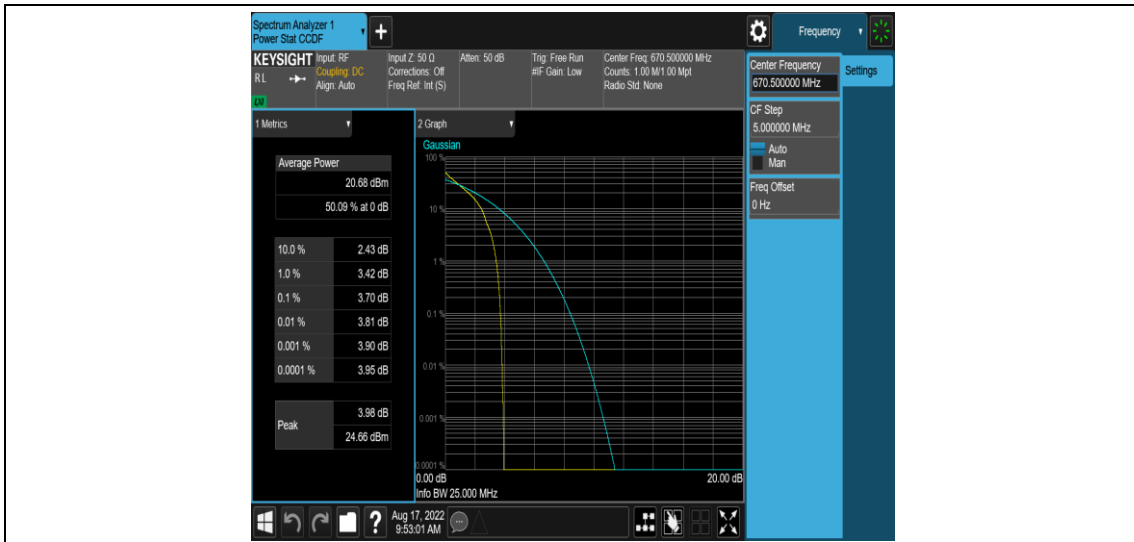 Spectrum Analyzer 1
Power Stat CCDF
+
Frequency
KEYSIGHT
RL
LXI
Input: RF
Coupling: DC
Align: Auto
Input Z: 50 Ω
Corrections: Off
Freq Ref: Int (S)
Atten: 50 dB
Trig: Free Run
#IF Gain: Low
Center Freq: 670.500000 MHz
Counts: 1.00 M/1.00 Mpt
Radio Std: None
Center Frequency
670.500000 MHz
Settings
CF Step
5.000000 MHz
Auto
Man
Freq Offset
0 Hz
1 Metrics
Average Power
20.68 dBm
50.09 % at 0 dB
10.0 % 2.43 dB
1.0 % 3.42 dB
0.1 % 3.70 dB
0.01 % 3.81 dB
0.001 % 3.90 dB
0.0001 % 3.95 dB
Peak
3.98 dB
24.66 dBm
2 Graph
Gaussian
100 %
10 %
1 %
0.1 %
0.01 %
0.001 %
0.0001 %
0.00 dB 20.00 dB
Info BW 25.000 MHz
?
Aug 17, 2022
9:53:01 AM